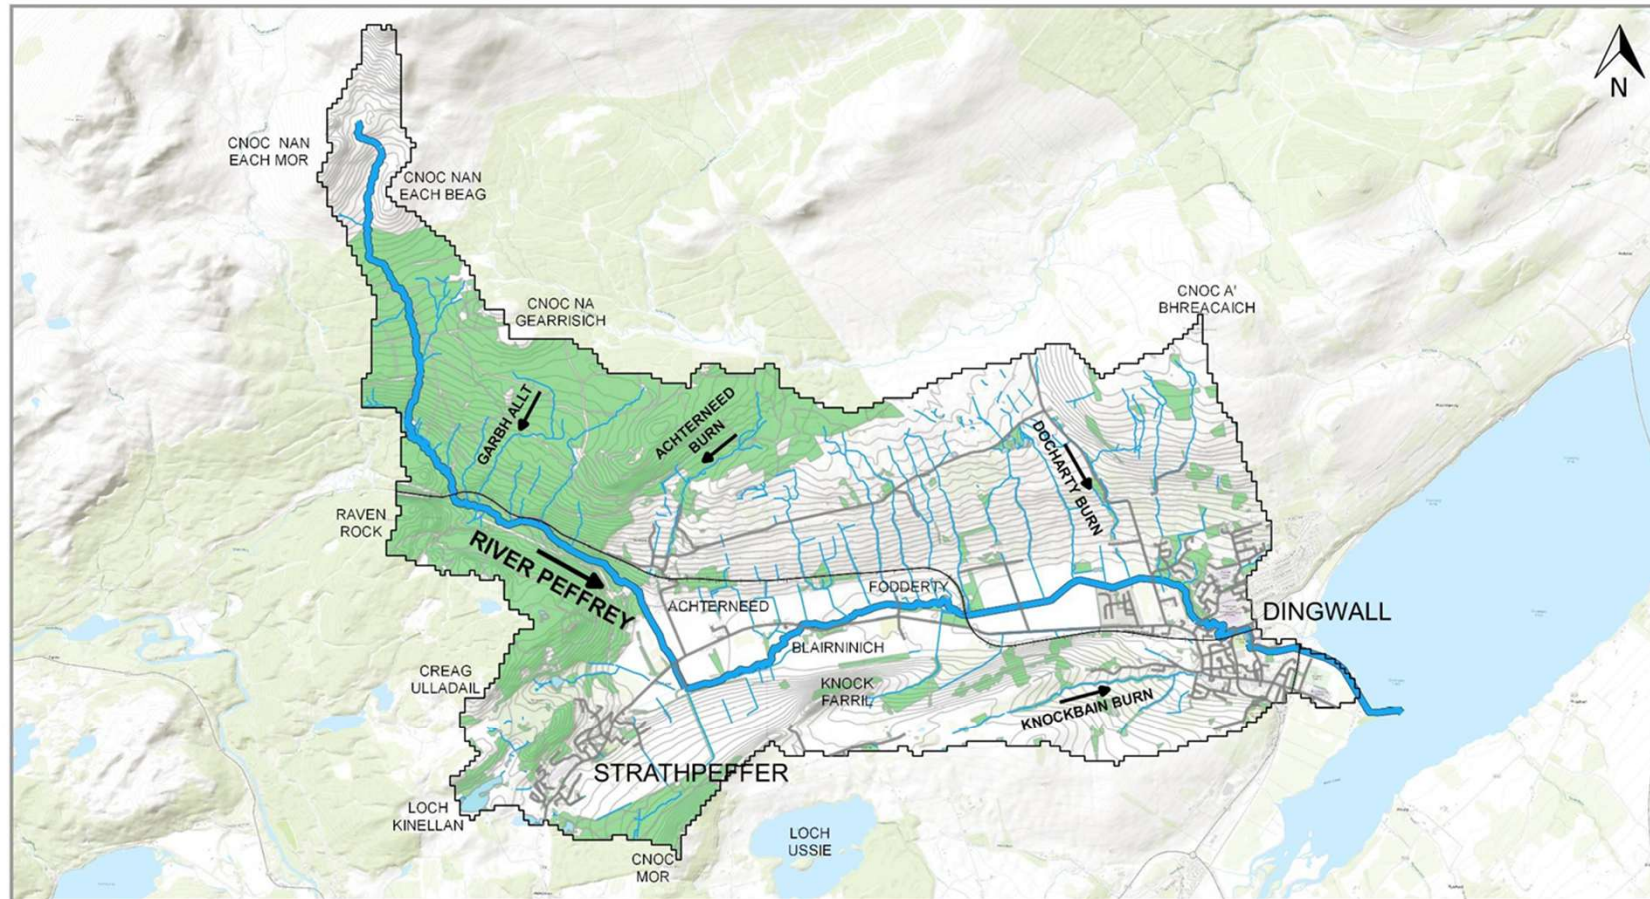 N
CNOC NAN
EACH MOR
CNOC NAN
EACH BEAG
CNOC NA
GEARRISICH
CNOC A'
BHREACAICH
GARBH ALLT
ACHTERNEED
BURN
DOCHARTY BURN
RAVEN
ROCK
RIVER PEFFREY
ACHTERNEED
FODDERTY
DINGWALL
BLAIRNINICH
CREAG
ULLADAIL
KNOCK
FARRIL
KNOCKBAIN BURN
STRATHPEFFER
LOCH
KINELLAN
LOCH
USSIE
CNOC
MOR